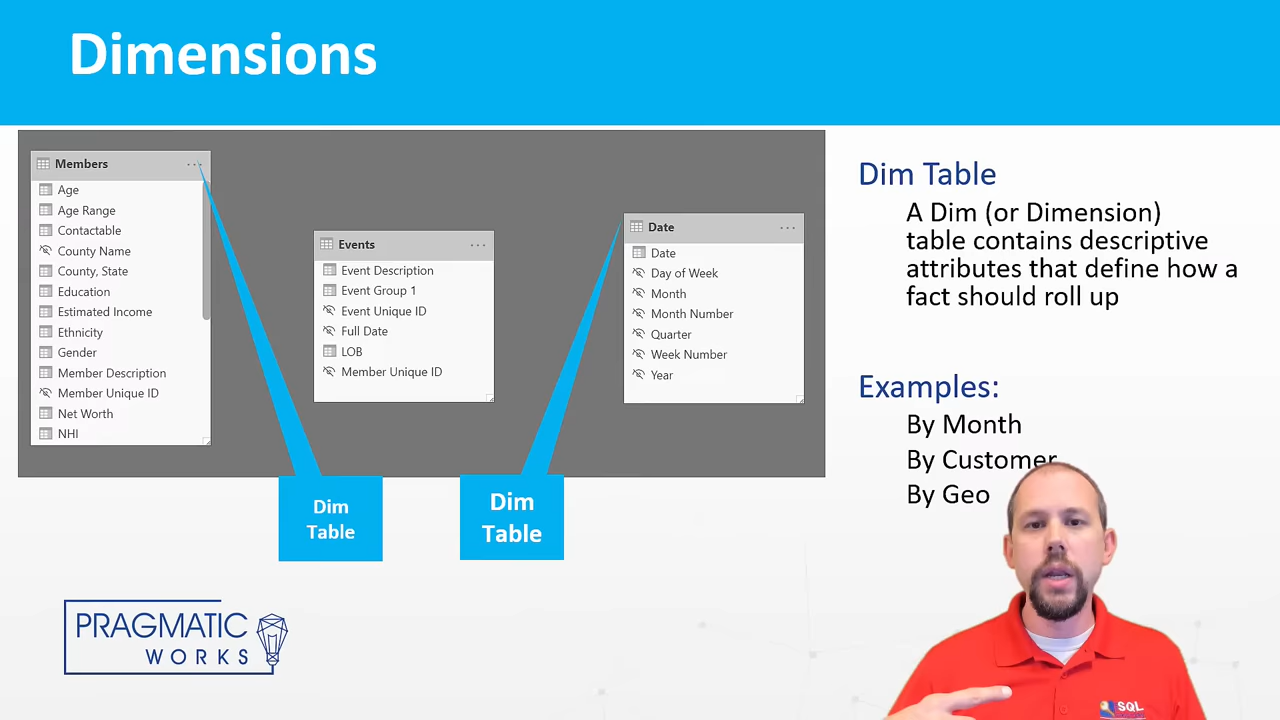 Dimensions
Members
Age
Age Range
Contactable
County Name
County, State
Education
Estimated Income
Ethnicity
Gender
Member Description
Member Unique ID
Net Worth
NHI
Events
Event Description
Event Group 1
Event Unique ID
Full Date
LOB
Member Unique ID
Date
Date
Day of Week
Month
Month Number
Quarter
Week Number
Year
Dim
Table
Dim
Table
Dim Table
A Dim (or Dimension)
table contains descriptive
attributes that define how a
fact should roll up
Examples:
By Month
By Customer
By Geo
PRAGMATIC
WORKS
SQL